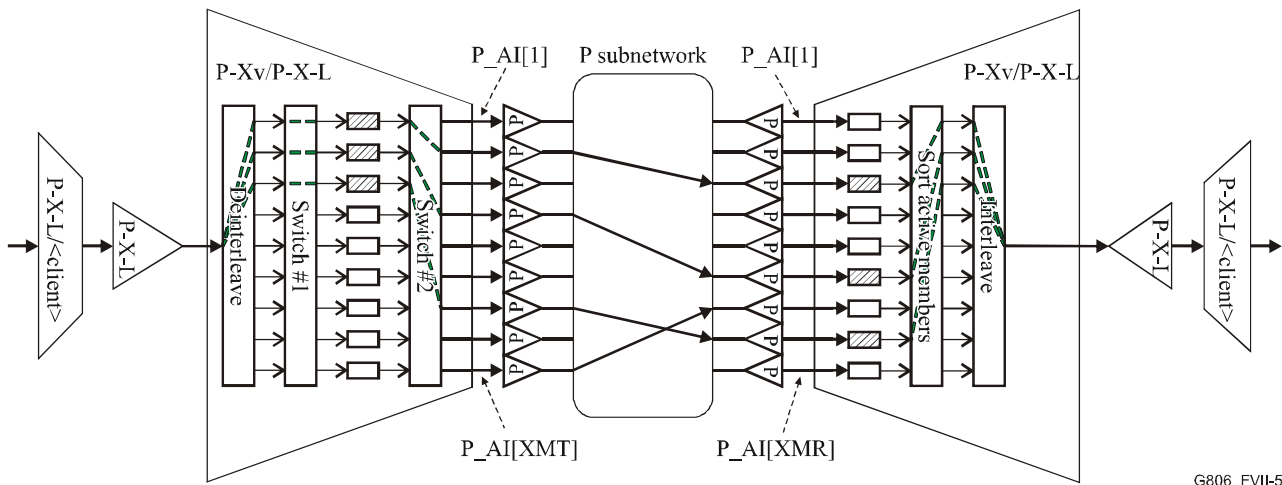 P-X-L/<client>
P-X-L
P-Xv/P-X-L
Deinterleave
Switch #1
Switch #2
P_AI[1]
P_AI[XMT]
P
P
P
P
P
P
P
P
P
P subnetwork
P
P
P
P
P
P
P
P
P
P_AI[1]
P_AI[XMR]
P-Xv/P-X-L
Sort active members
Interleave
P-X-L
P-X-L/<client>
G806_FVII-5